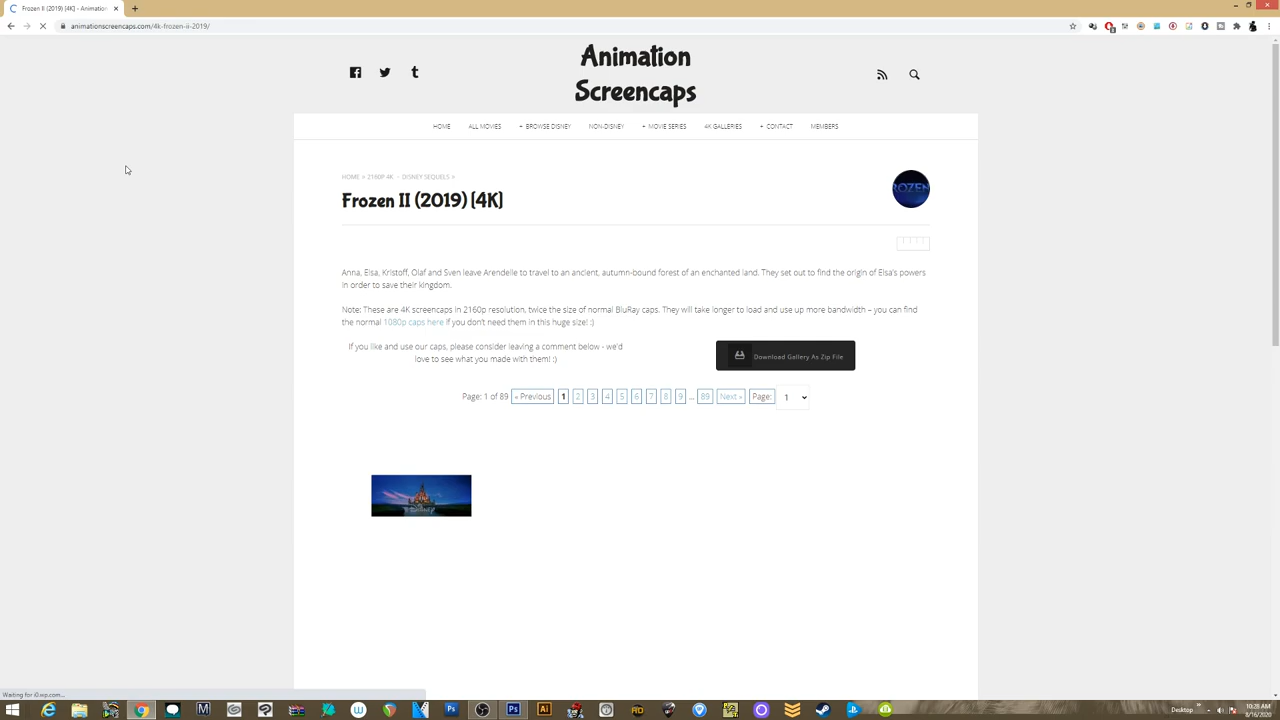 Frozen II (2019) [4K] - Animation
animationscreencaps.com/4k-frozen-ii-2019/
Animation
Screencaps
HOME ALL MOVIES + BROWSE DISNEY NON-DISNEY + MOVIE SERIES 4K GALLERIES + CONTACT MEMBERS
HOME > 2160P 4K · DISNEY SEQUELS >
Frozen II (2019) [4K]
ROZEN
Anna, Elsa, Kristoff, Olaf and Sven leave Arendelle to travel to an ancient, autumn-bound forest of an enchanted land. They set out to find the origin of Elsa's powers
in order to save their kingdom.
Note: These are 4K screencaps in 2160p resolution, twice the size of normal BluRay caps. They will take longer to load and use up more bandwidth – you can find
the normal 1080p caps here if you don't need them in this huge size! :)
If you like and use our caps, please consider leaving a comment below - we'd
love to see what you made with them! :)
Download Gallery As Zip File
Page: 1 of 89 « Previous 1 2 3 4 5 6 7 8 9 ... 89 Next » Page: 1
DISNEY
Waiting for i0.wp.com...
Desktop
10:28 AM
8/16/2020